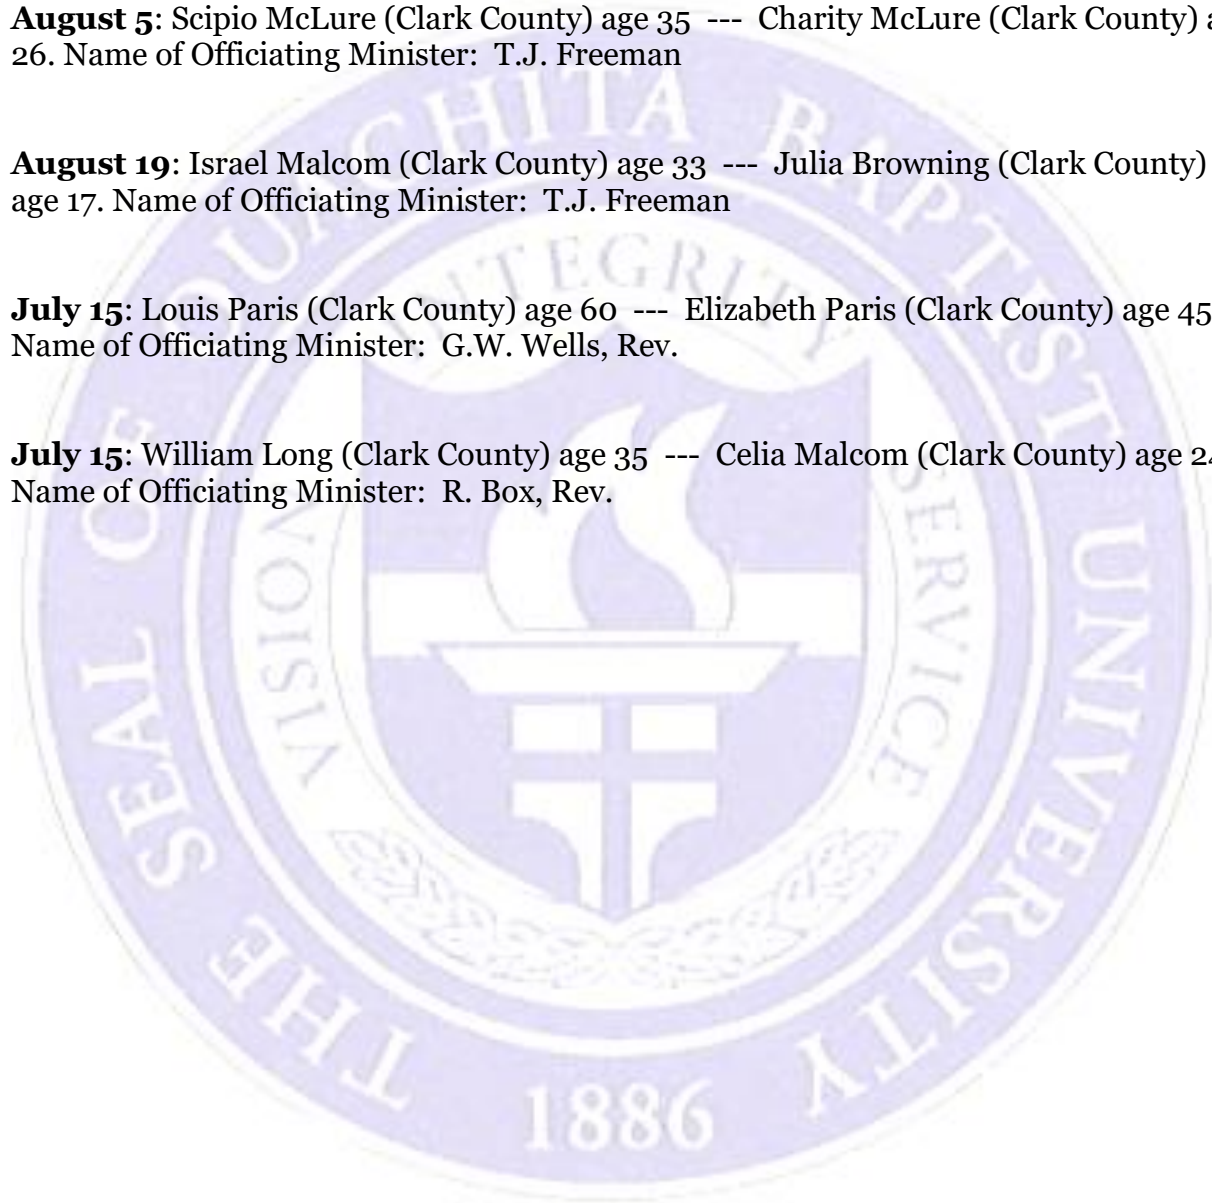 August 5: Scipio McLure (Clark County) age 35 --- Charity McLure (Clark County)
26. Name of Officiating Minister: T.J. Freeman
August 19: Israel Malcom (Clark County) age 33 --- Julia Browning (Clark County)
age 17. Name of Officiating Minister: T.J. Freeman
July 15: Louis Paris (Clark County) age 60 --- Elizabeth Paris (Clark County) age 45
Name of Officiating Minister: G.W. Wells, Rev.
July 15: William Long (Clark County) age 35 --- Celia Malcom (Clark County) age
Name of Officiating Minister: R. Box, Rev.
THE SEAL OF OUACHITA BAPTIST UNIVERSITY
VISION INTEGRITY SERVICE
1886